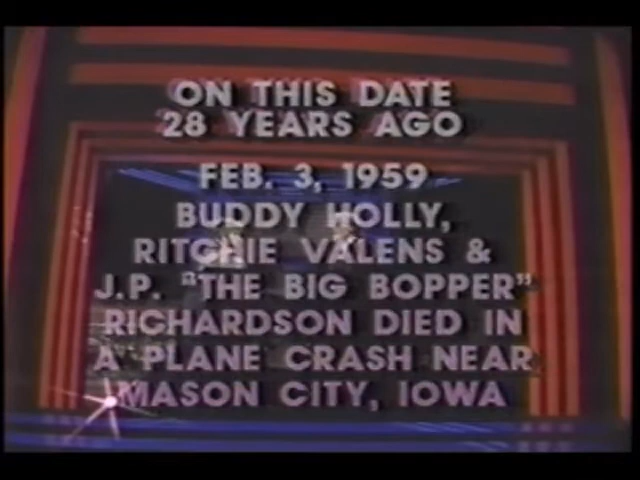 ON THIS DATE
28 YEARS AGO
FEB. 3, 1959
BUDDY HOLLY,
RITCHIE VALENS &
J.P. "THE BIG BOPPER"
RICHARDSON DIED IN
A PLANE CRASH NEAR
MASON CITY, IOWA